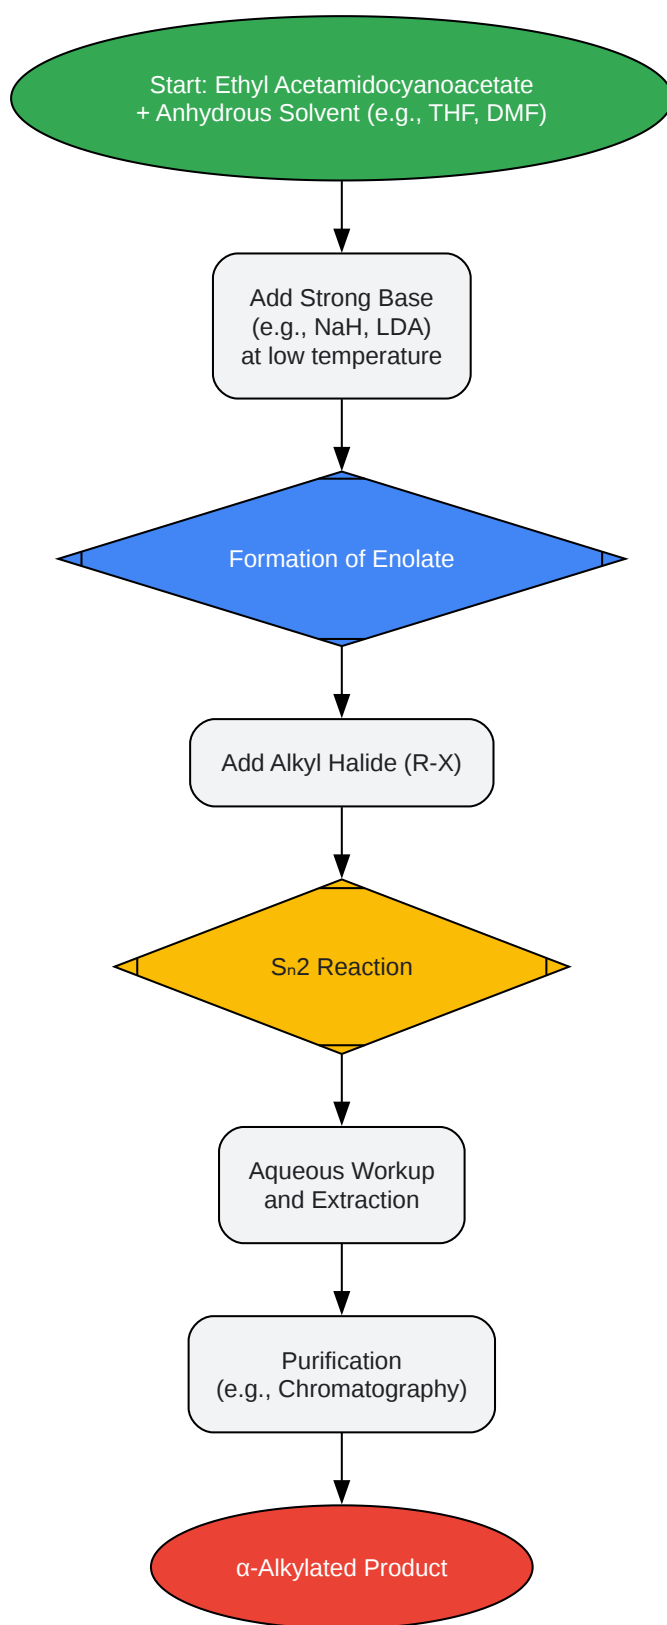 Start: Ethyl Acetamidocyanoacetate
+ Anhydrous Solvent (e.g., THF, DMF)
Add Strong Base
(e.g., NaH, LDA)
at low temperature
Formation of Enolate
Add Alkyl Halide (R-X)
Sₙ2 Reaction
Aqueous Workup
and Extraction
Purification
(e.g., Chromatography)
α-Alkylated Product